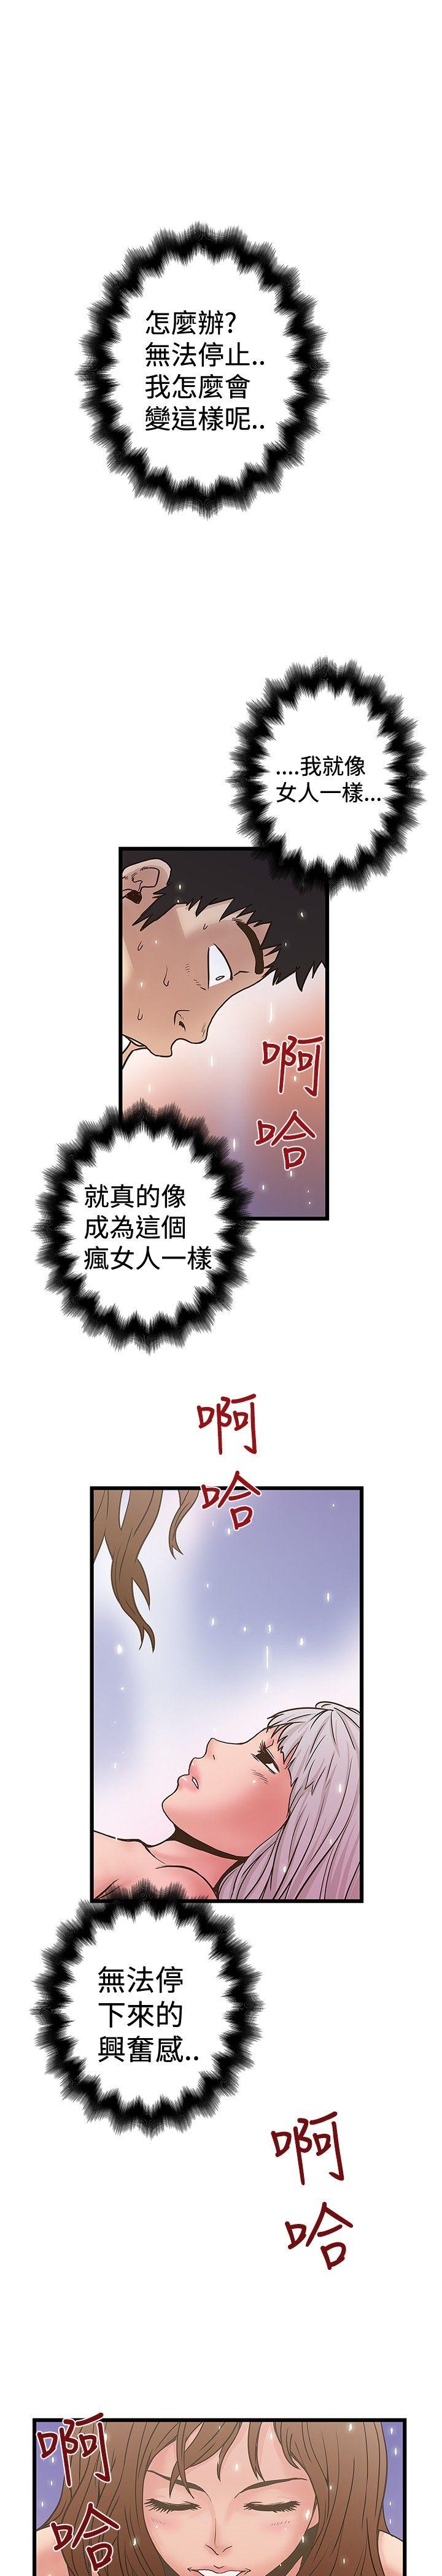 怎麼辦?
無法停止..
我怎麼會
變這樣呢..
....我就像
女人一樣...
啊
哈
就真的像
成為這個
瘋女人一樣
啊
哈
無法停
下來的
興奮感..
啊
哈
啊
哈